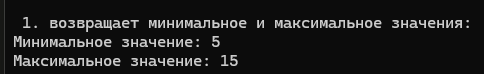 1. возвращает минимальное и максимальное значения:
Минимальное значение: 5
Максимальное значение: 15